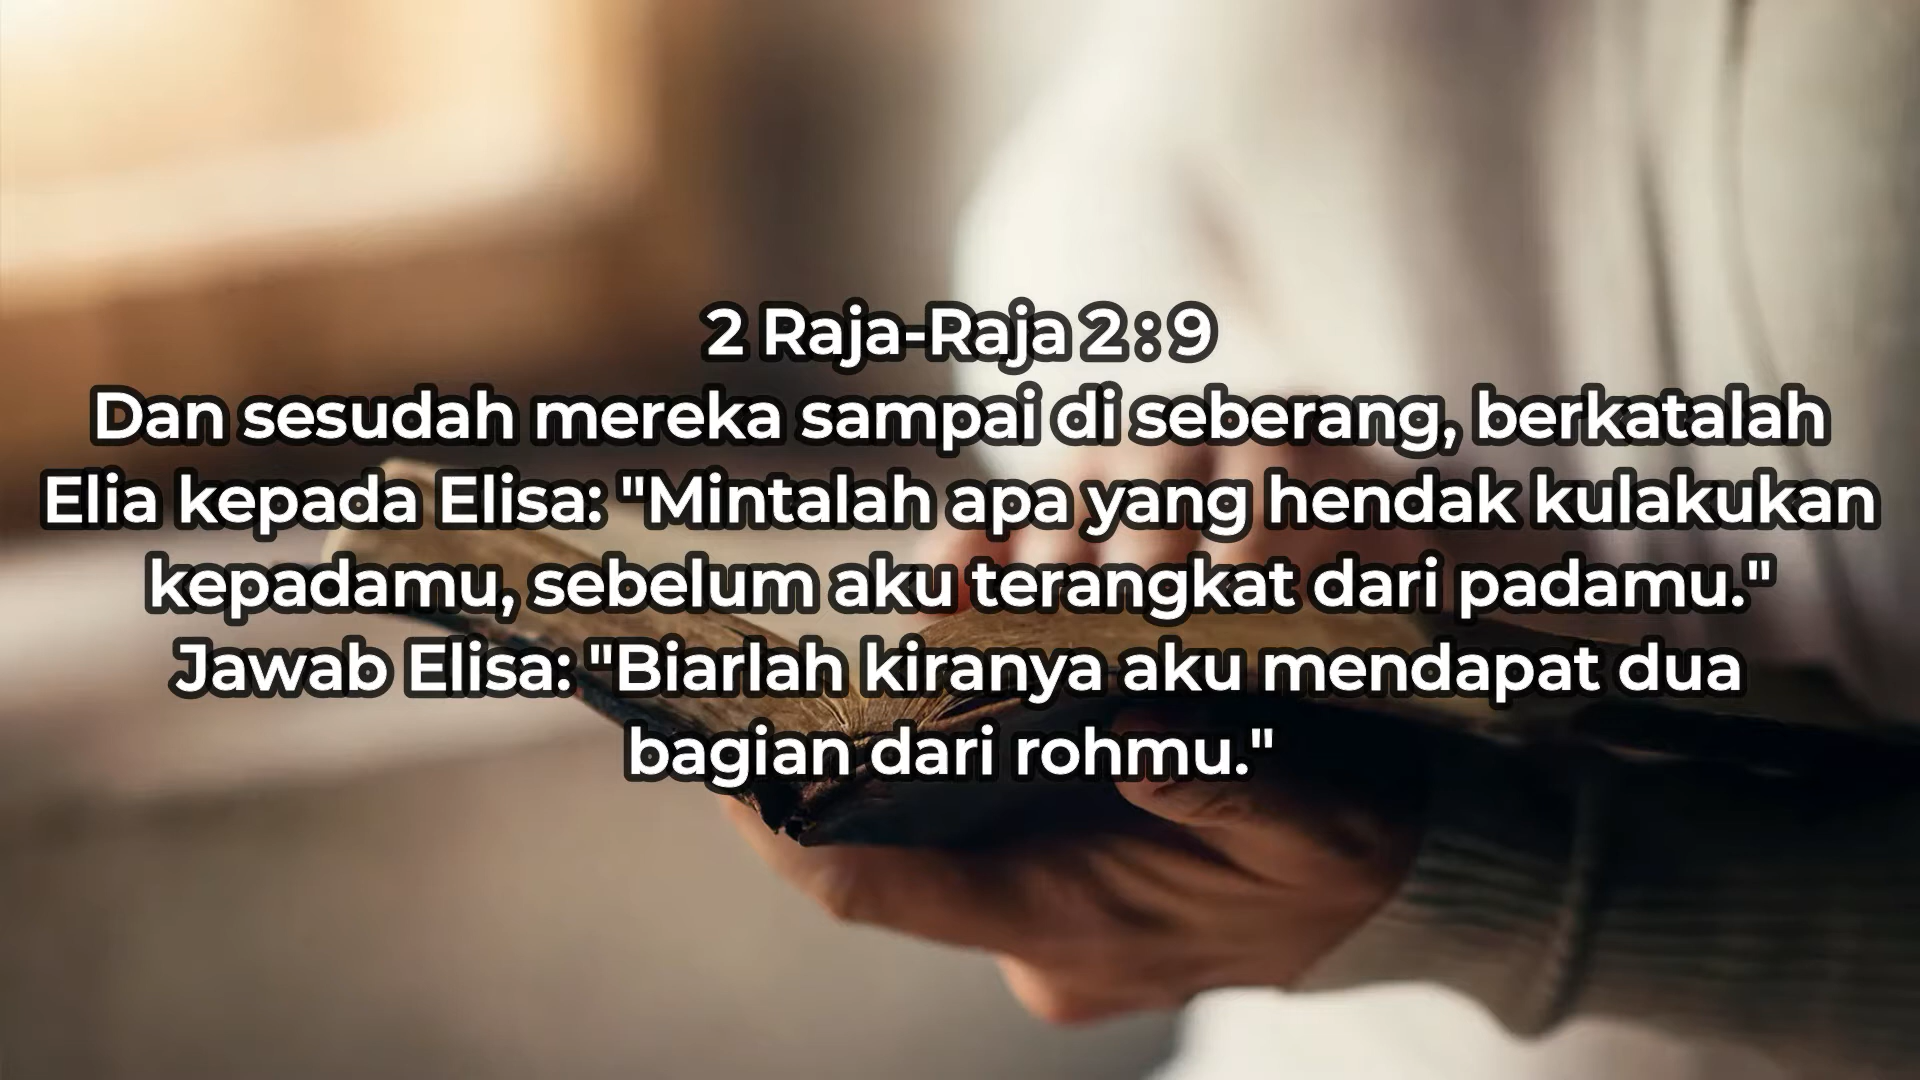 2 Raja-Raja 2:9
Dan sesudah mereka sampai di seberang, berkatalah
Elia kepada Elisa: "Mintalah apa yang hendak kulakukan
kepadamu, sebelum aku terangkat dari padamu."
Jawab Elisa: "Biarlah kiranya aku mendapat dua
bagian dari rohmu."